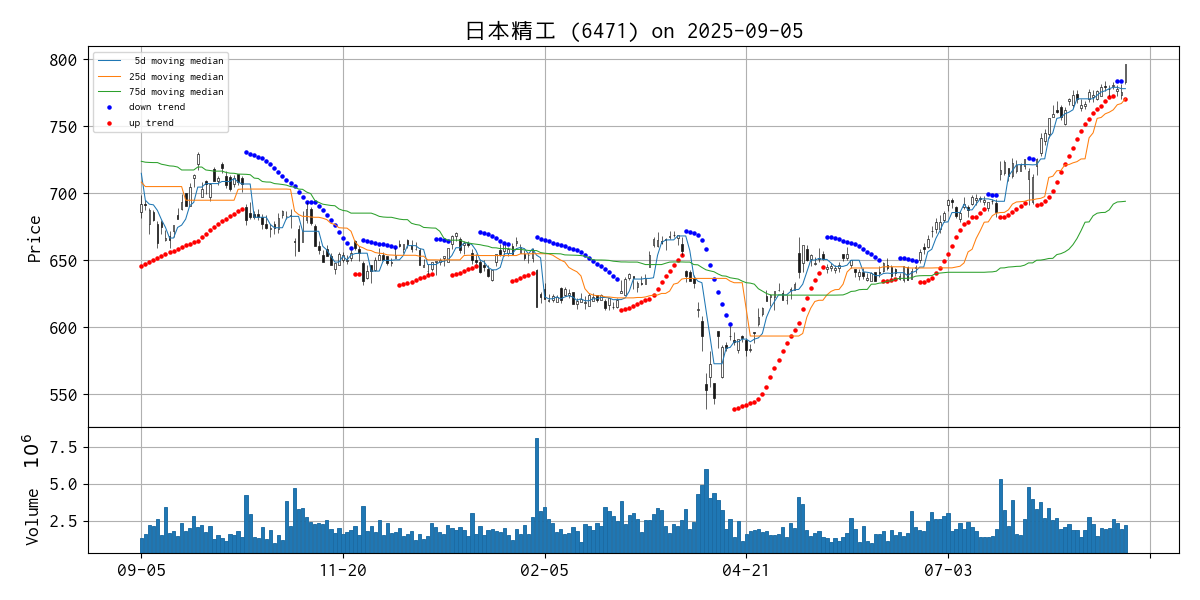 日本精工 (6471) on 2025-09-05
800
750
700
650
600
550
Price
5d moving median
25d moving median
75d moving median
down trend
up trend
7.5
5.0
2.5
Volume 10^6
09-05
11-20
02-05
04-21
07-03